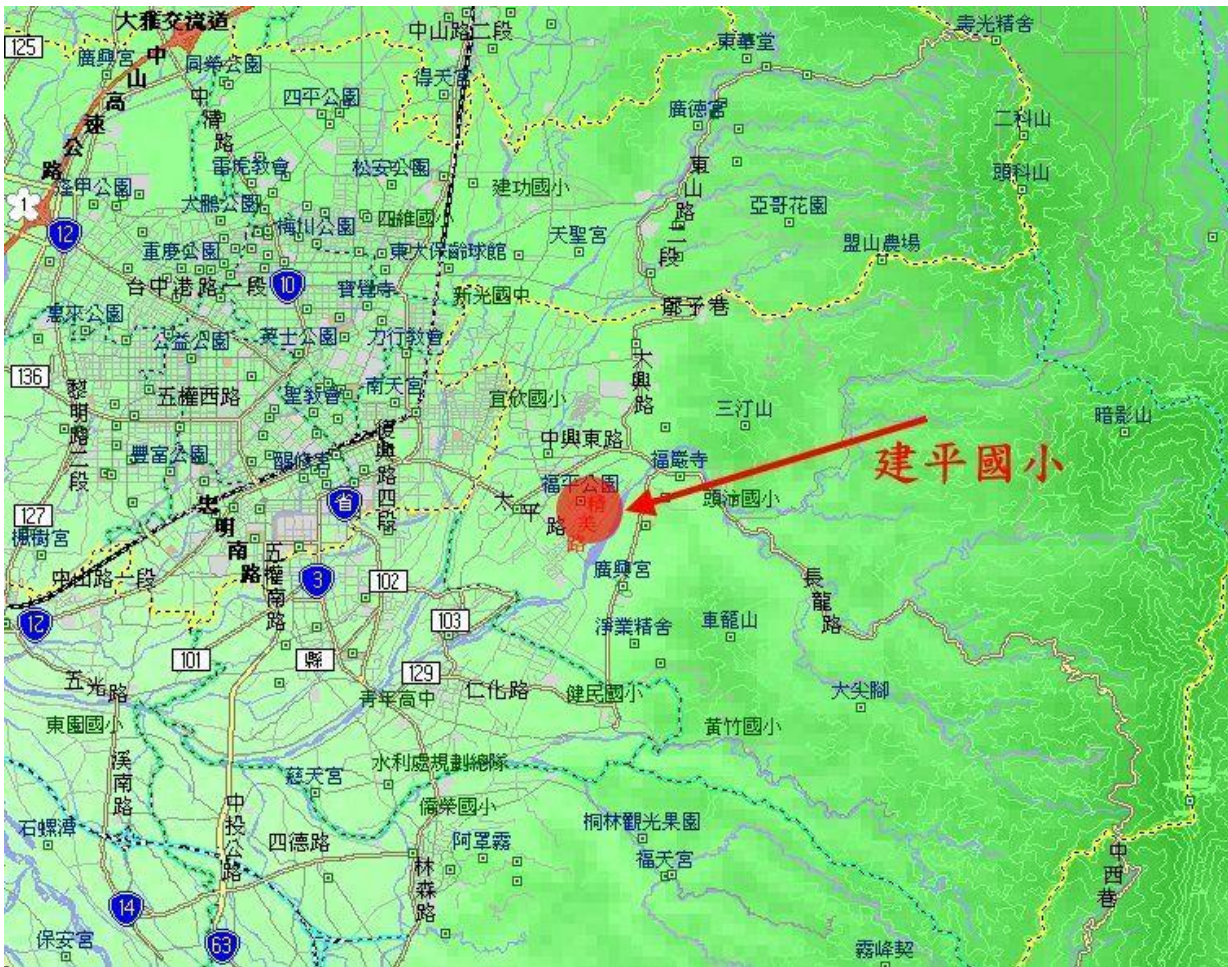 大雅交流道
125
廣興宮
中山高速公路
同榮公園
中清路
四平公園
得天宮
中山路二段
東華堂
壽光精舍
廣德宮
二科山
頭科山
雷虎教會
松安公園
建功國小
逢甲公園
大鵬公園
梅川公園
四維國
東山路二段
亞哥花園
1
12
重慶公園
東大保齡球館
天聖宮
盟山農場
台中港路一段
10
寶覺寺
新光國中
廓子巷
惠來公園
公益公園
英士公園
力行教會
大興路
136
黎明路二段
五權西路
聖教會
南天宮
宜欣國小
三汀山
暗影山
中興東路
豐富公園
醒修宮
復興路四段
福巖寺
建平國小
福平公園
太平路
精美路
頭汴國小
127
楓樹宮
忠明南路
省
五權南路
廣興宮
中山路一段
3
102
長龍路
12
103
淨業精舍
車籠山
101
縣
129
仁化路
健民國小
大尖腳
五光路
青年高中
東園國小
黃竹國小
溪南路
慈天宮
水利處規劃總隊
中投公路
僑榮國小
桐林觀光果園
石螺潭
四德路
阿罩霧
福天宮
中西巷
林森路
14
63
保安宮
霧峰契